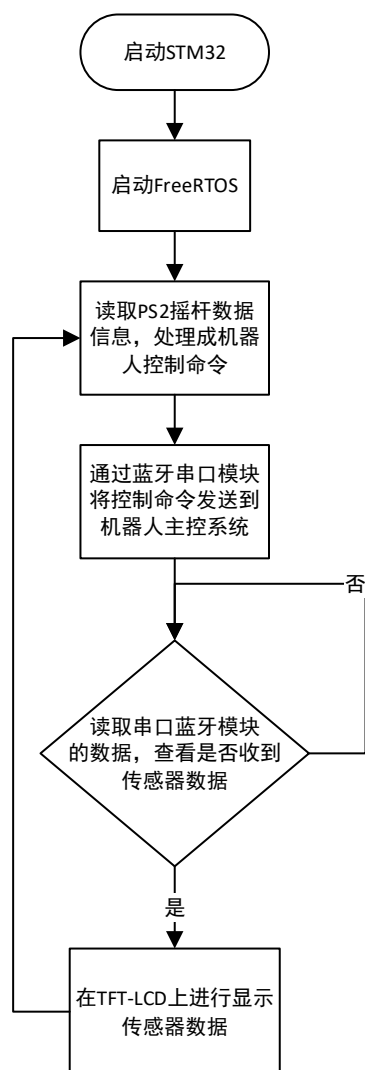 启动STM32
启动FreeRTOS
读取PS2摇杆数据
信息，处理成机器
人控制命令
通过蓝牙串口模块
将控制命令发送到
机器人主控系统
否
读取串口蓝牙模块
的数据，查看是否收到
传感器数据
是
在TFT-LCD上进行显示
传感器数据